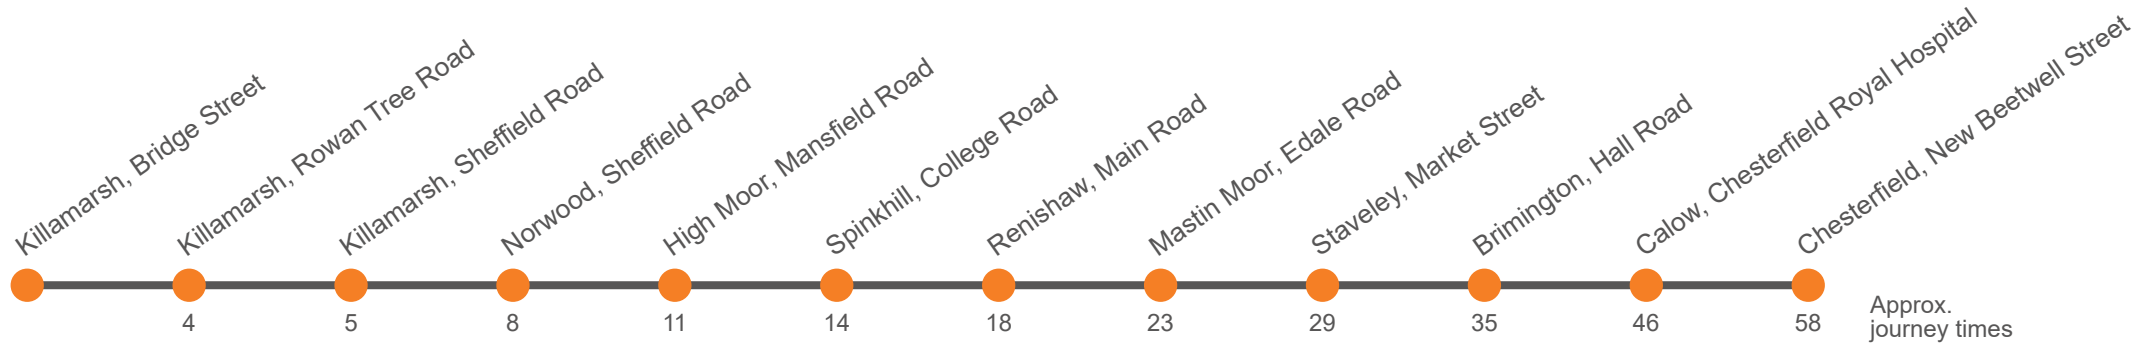 Killamarsh, Bridge Street
Killamarsh, Rowan Tree Road
Killamarsh, Sheffield Road
Norwood, Sheffield Road
High Moor, Mansfield Road
Spinkhill, College Road
Renishaw, Main Road
Mastin Moor, Edale Road
Staveley, Market Street
Brimington, Hall Road
Calow, Chesterfield Royal Hospital
Chesterfield, New Beetwell Street
4 5 8 11 14 18 23 29 35 46 58
Approx.
journey times